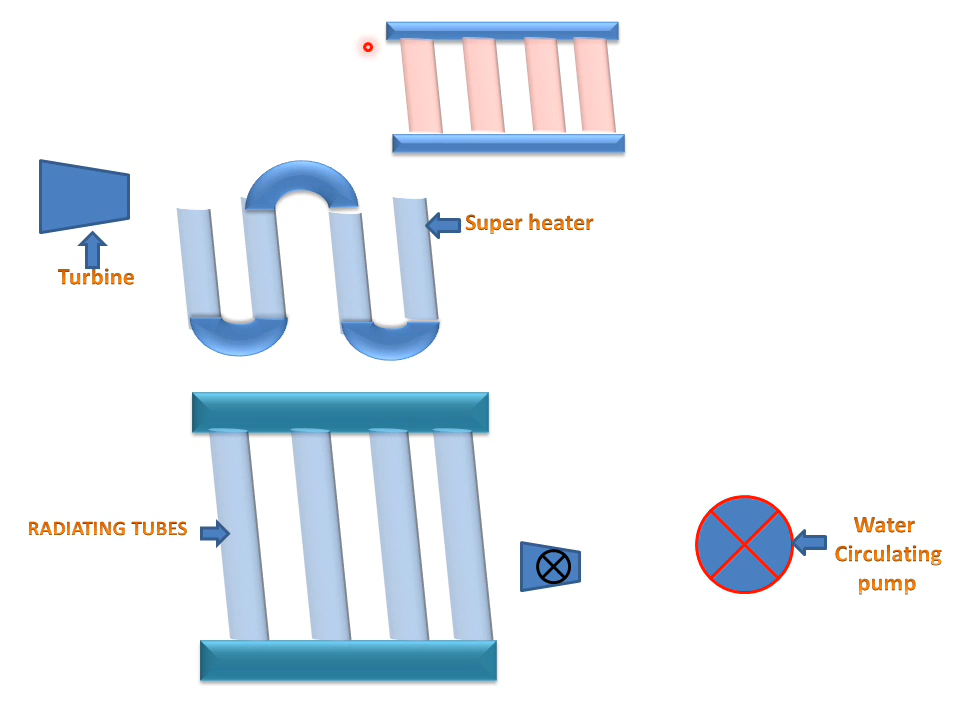 Super heater
Turbine
RADIATING TUBES
Water
Circulating
pump